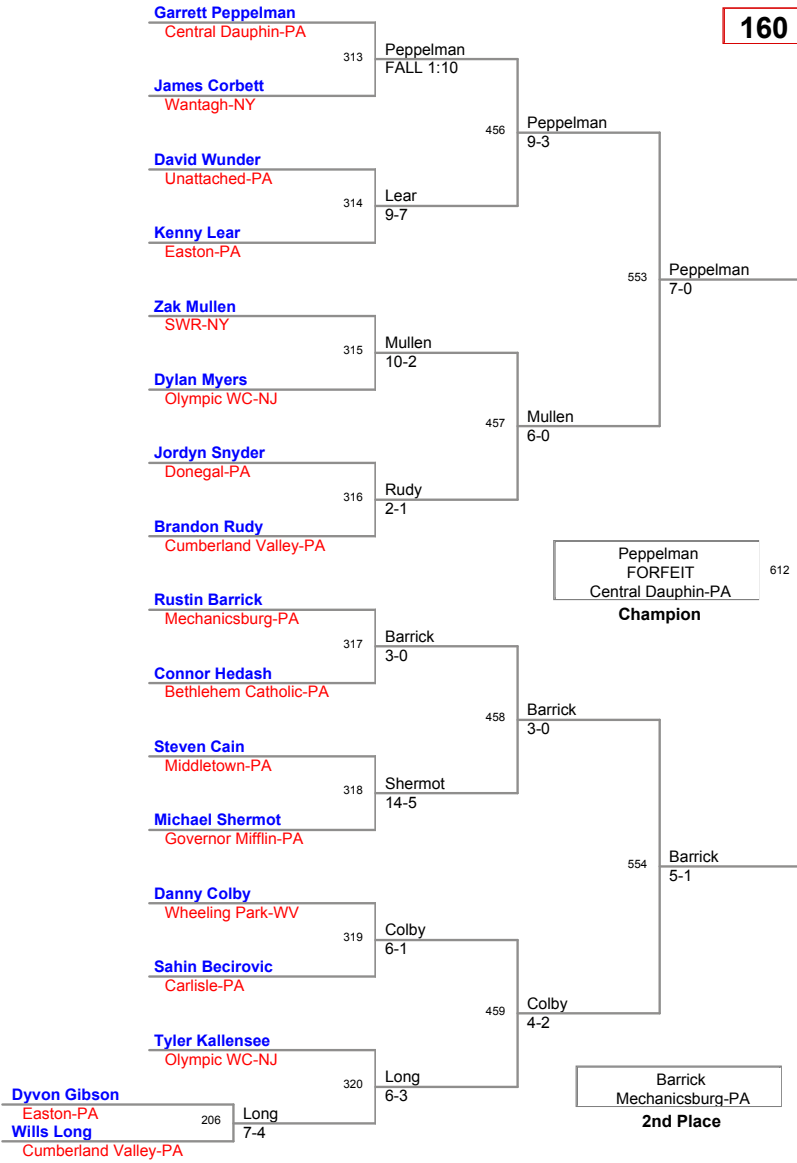 Garrett Peppelman
Central Dauphin-PA
160
313
Peppelman
FALL 1:10
James Corbett
Wantagh-NY
456
Peppelman
9-3
David Wunder
Unattached-PA
314
Lear
9-7
Kenny Lear
Easton-PA
553
Peppelman
7-0
Zak Mullen
SWR-NY
315
Mullen
10-2
Dylan Myers
Olympic WC-NJ
457
Mullen
6-0
Jordyn Snyder
Donegal-PA
316
Rudy
2-1
Brandon Rudy
Cumberland Valley-PA
Peppelman
FORFEIT
Central Dauphin-PA
612
Champion
Rustin Barrick
Mechanicsburg-PA
317
Barrick
3-0
Connor Hedash
Bethlehem Catholic-PA
458
Barrick
3-0
Steven Cain
Middletown-PA
318
Shermot
14-5
Michael Shermot
Governor Mifflin-PA
554
Barrick
5-1
Danny Colby
Wheeling Park-WV
319
Colby
6-1
Sahin Becirovic
Carlisle-PA
459
Colby
4-2
Tyler Kallensee
Olympic WC-NJ
320
Long
6-3
Barrick
Mechanicsburg-PA
2nd Place
Dyvon Gibson
Easton-PA
206
Long
7-4
Wills Long
Cumberland Valley-PA